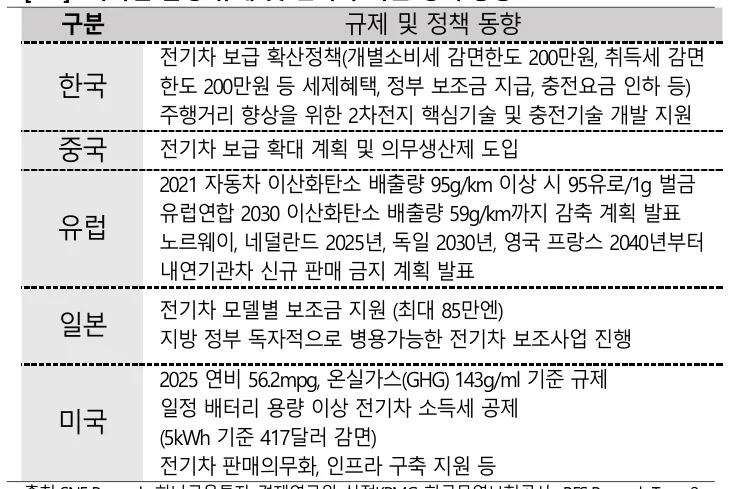 구분 규제 및 정책 동향
한국
전기차 보급 확산정책(개별소비세 감면한도 200만원, 취득세 감면
한도 200만원 등 세제혜택, 정부 보조금 지급, 충전요금 인하 등)
주행거리 향상을 위한 2차전지 핵심기술 및 충전기술 개발 지원
중국
전기차 보급 확대 계획 및 의무생산제 도입
유럽
2021 자동차 이산화탄소 배출량 95g/km 이상 시 95유로/1g 벌금
유럽연합 2030 이산화탄소 배출량 59g/km까지 감축 계획 발표
노르웨이, 네덜란드 2025년, 독일 2030년, 영국 프랑스 2040년부터
내연기관차 신규 판매 금지 계획 발표
일본
전기차 모델별 보조금 지원 (최대 85만엔)
지방 정부 독자적으로 병용가능한 전기차 보조사업 진행
미국
2025 연비 56.2mpg, 온실가스(GHG) 143g/ml 기준 규제
일정 배터리 용량 이상 전기차 소득세 공제
(5kWh 기준 417달러 감면)
전기차 판매의무화, 인프라 구축 지원 등